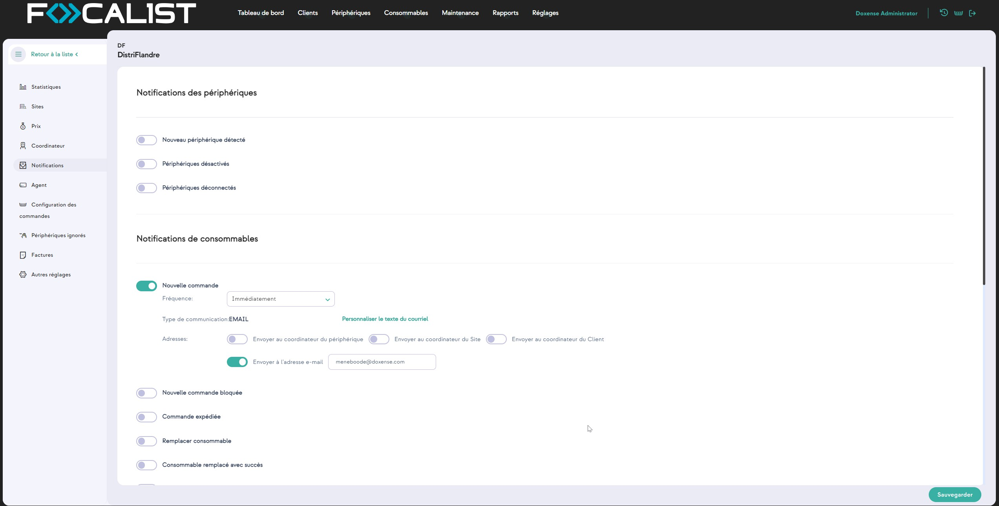 FOCALIST
Tableau de bord
Clients
Périphériques
Consommables
Maintenance
Rapports
Réglages
Doxense Administrator
Retour à la liste <
Statistiques
Sites
Prix
Coordinateur
Notifications
Agent
Configuration des
commandes
Périphériques ignorés
Factures
Autres réglages
DF
DistriFlandre
Notifications des périphériques
Nouveau périphérique détecté
Périphériques désactivés
Périphériques déconnectés
Notifications de consommables
Nouvelle commande
Fréquence:
Immédiatement
Type de communication:EMAIL
Personnaliser le texte du courriel
Adresses:
Envoyer au coordinateur du périphérique
Envoyer au coordinateur du Site
Envoyer au coordinateur du Client
Envoyer à l'adresse e-mail
meneboode@doxense.com
Nouvelle commande bloquée
Commande expédiée
Remplacer consommable
Consommable remplacé avec succès
Sauvegarder